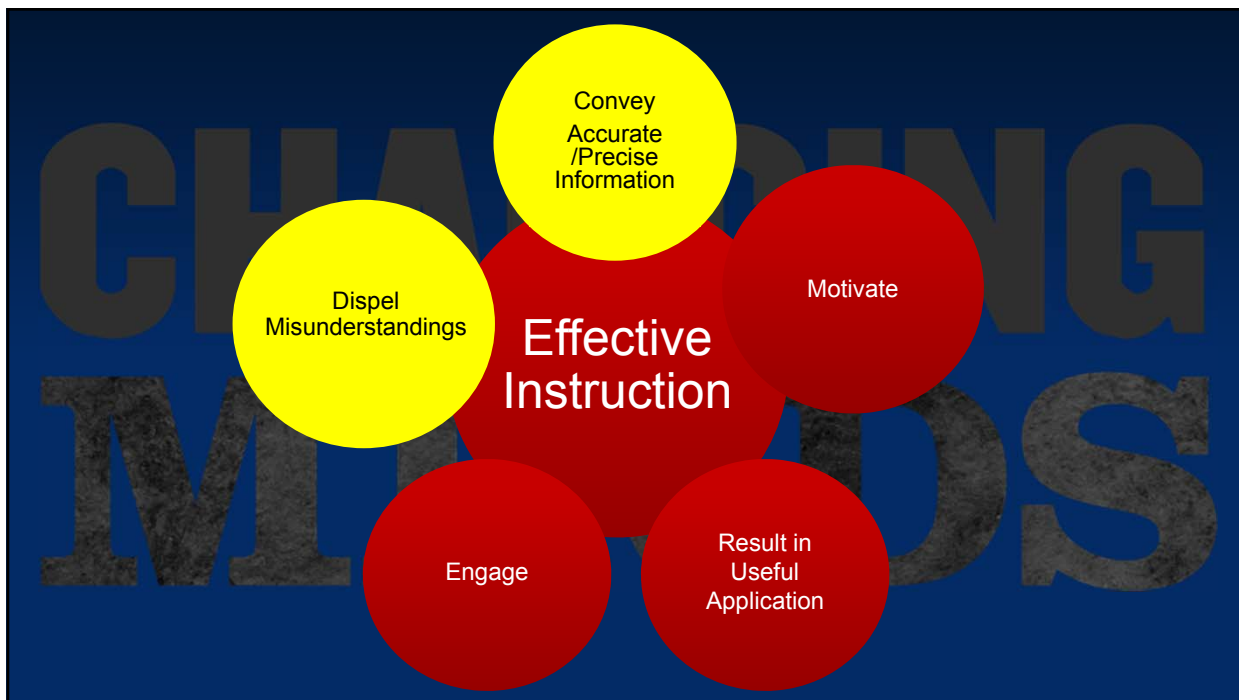 Convey
Accurate
/Precise
Information
Motivate
Dispel
Misunderstandings
Effective
Instruction
Engage
Result in
Useful
Application